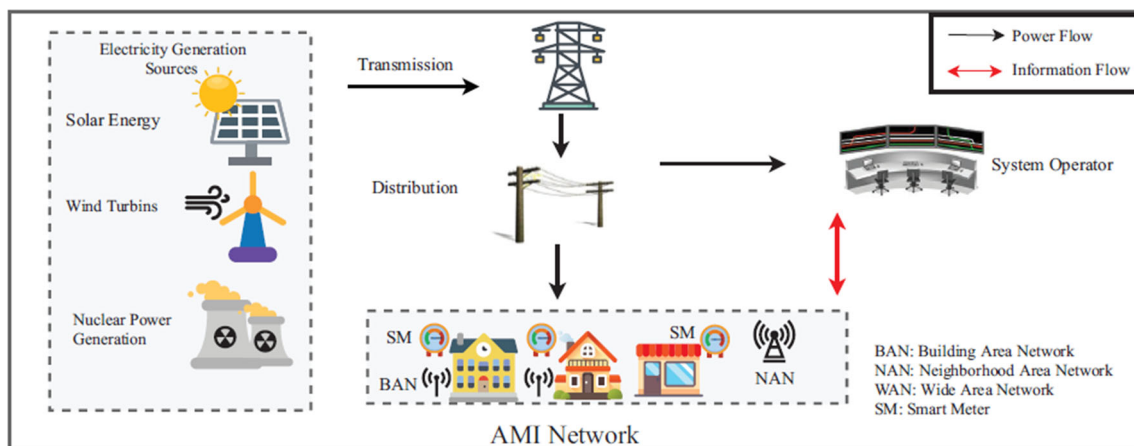 Electricity Generation
Sources
Solar Energy
Wind Turbins
Nuclear Power
Generation
Transmission
Distribution
Power Flow
Information Flow
System Operator
SM
BAN
SM
NAN
AMI Network
BAN: Building Area Network
NAN: Neighborhood Area Network
WAN: Wide Area Network
SM: Smart Meter